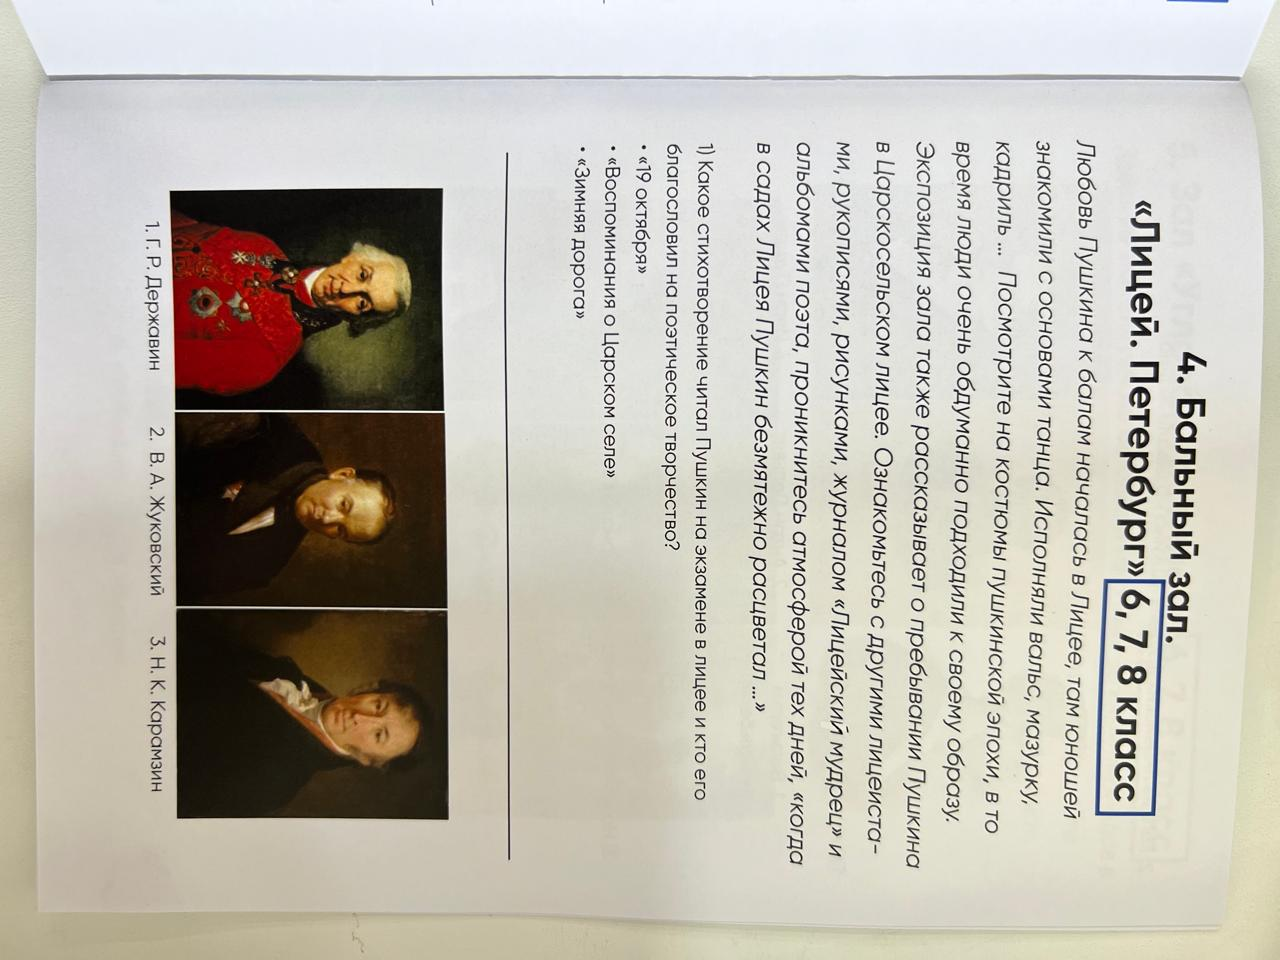 4. Бальный зал.
«Лицей. Петербург» 6, 7, 8 класс
Любовь Пушкина к балам началась в Лицее, там юношей
знакомили с основами танца. Исполняли вальс, мазурку,
кадриль ... Посмотрите на костюмы пушкинской эпохи, в то
время люди очень обдуманно подходили к своему образу.
Экспозиция зала также рассказывает о пребывании Пушкина
в Царскосельском лицее. Ознакомьтесь с другими лицеиста-
ми, рукописями, рисунками, журналом «Лицейский мудрец» и
альбомами поэта, проникнитесь атмосферой тех дней, «когда
в садах Лицея Пушкин безмятежно расцветал ...»
1) Какое стихотворение читал Пушкин на экзамене в лицее и кто его
благословил на поэтическое творчество?
• «19 октября»
• «Воспоминания о Царском селе»
• «Зимняя дорога»
1. Г. Р. Державин 2. В. А. Жуковский 3. Н. К. Карамзин